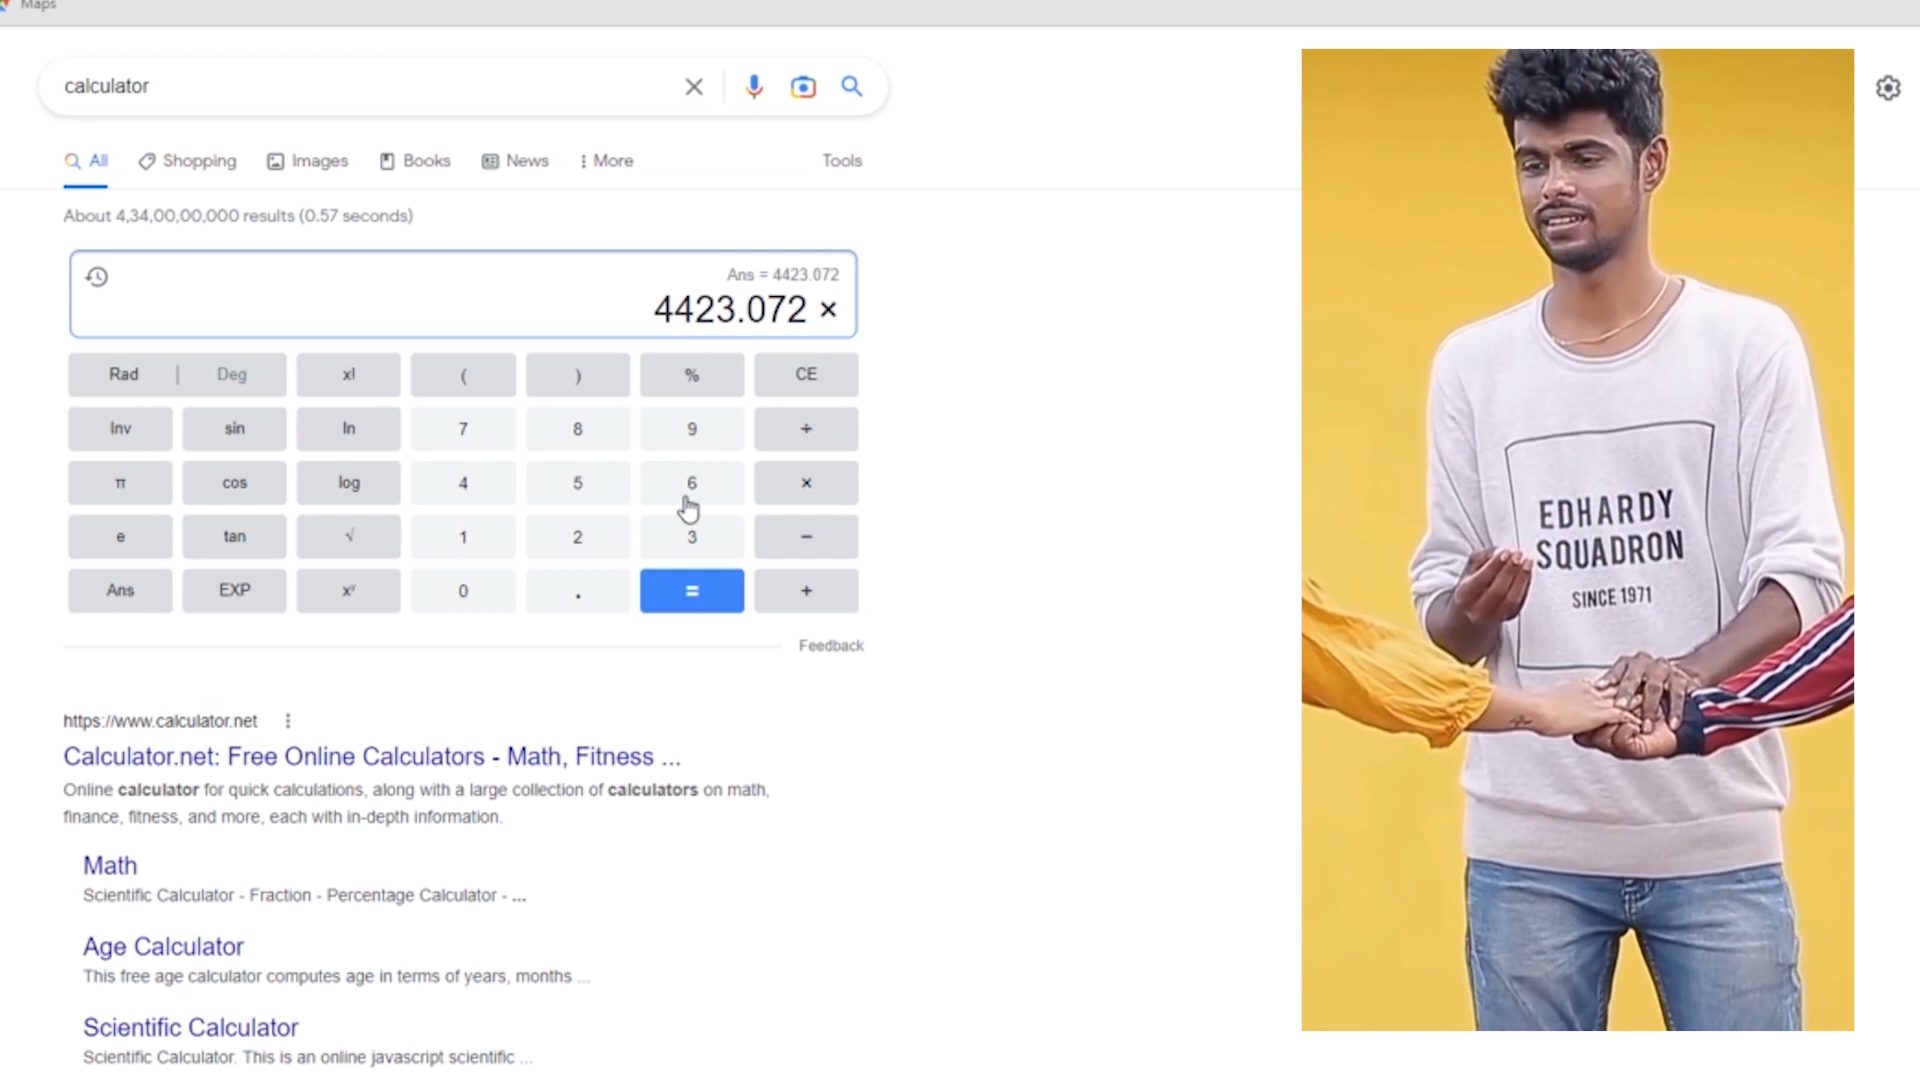 Maps
calculator
All Shopping Images Books News More Tools
About 4,34,00,00,000 results (0.57 seconds)
Ans = 4423.072
4423.072 ×
Rad | Deg x! ( ) % CE
Inv sin ln 7 8 9 ÷
π cos log 4 5 6 ×
e tan √ 1 2 3 −
Ans EXP xʸ 0 . = +
Feedback
https://www.calculator.net
Calculator.net: Free Online Calculators - Math, Fitness ...
Online calculator for quick calculations, along with a large collection of calculators on math,
finance, fitness, and more, each with in-depth information.
Math
Scientific Calculator - Fraction - Percentage Calculator - ...
Age Calculator
This free age calculator computes age in terms of years, months ...
Scientific Calculator
Scientific Calculator. This is an online javascript scientific ...
EDHARDY
SQUADRON
SINCE 1971